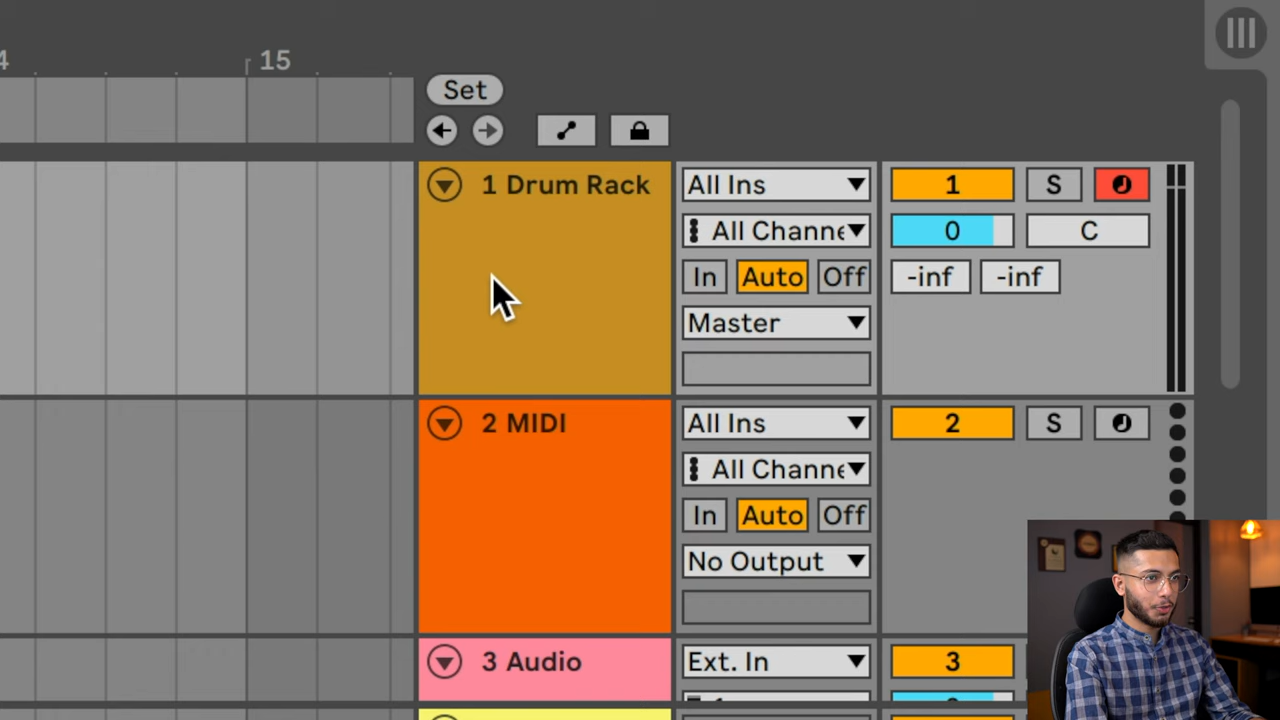 4
15
Set
1 Drum Rack
All Ins
1
S
All Channe
0
C
In
Auto
Off
-inf
-inf
Master
2 MIDI
All Ins
2
S
All Channe
In
Auto
Off
No Output
3 Audio
Ext. In
3